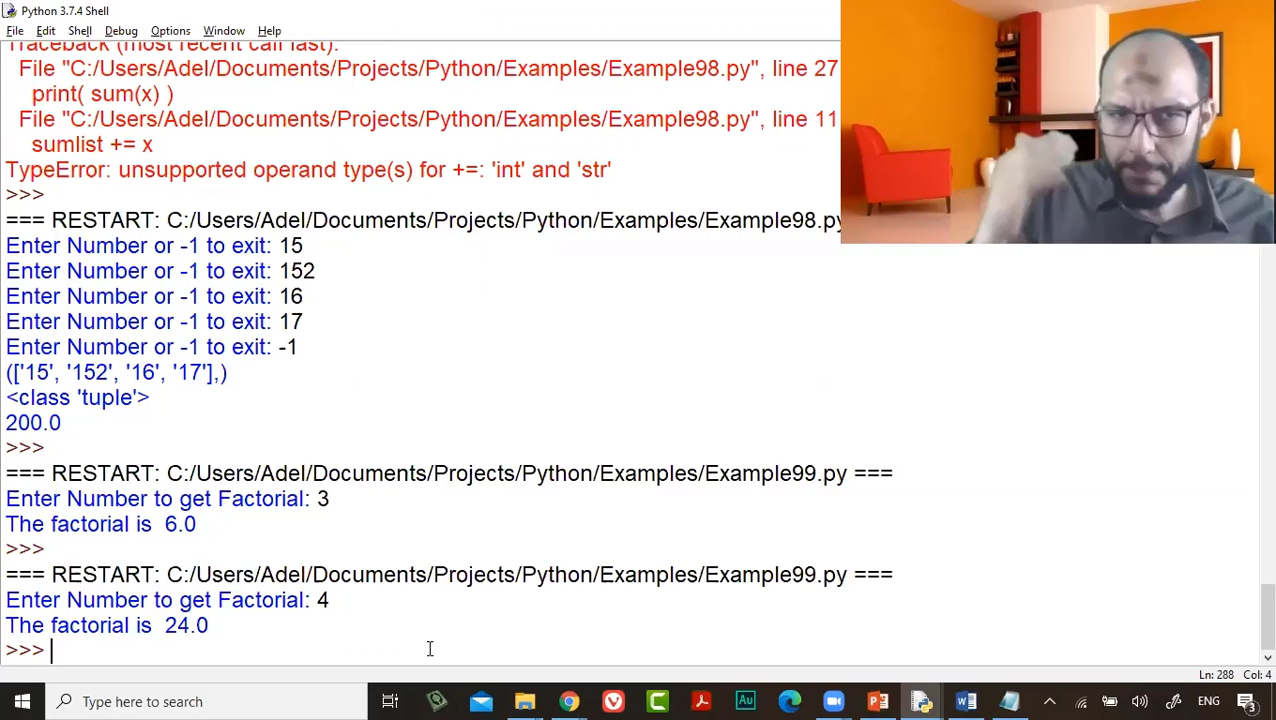 Python 3.7.4 Shell
File Edit Shell Debug Options Window Help
Traceback (most recent call last):
File "C:/Users/Adel/Documents/Projects/Python/Examples/Example98.py", line 27
print( sum(x) )
File "C:/Users/Adel/Documents/Projects/Python/Examples/Example98.py", line 11
sumlist += x
TypeError: unsupported operand type(s) for +=: 'int' and 'str'
>>>
=== RESTART: C:/Users/Adel/Documents/Projects/Python/Examples/Example98.py
Enter Number or -1 to exit: 15
Enter Number or -1 to exit: 152
Enter Number or -1 to exit: 16
Enter Number or -1 to exit: 17
Enter Number or -1 to exit: -1
(['15', '152', '16', '17'],)
<class 'tuple'>
200.0
>>>
=== RESTART: C:/Users/Adel/Documents/Projects/Python/Examples/Example99.py ===
Enter Number to get Factorial: 3
The factorial is  6.0
>>>
=== RESTART: C:/Users/Adel/Documents/Projects/Python/Examples/Example99.py ===
Enter Number to get Factorial: 4
The factorial is  24.0
>>>
Ln: 288 Col: 4
Type here to search
Au
ENG
3